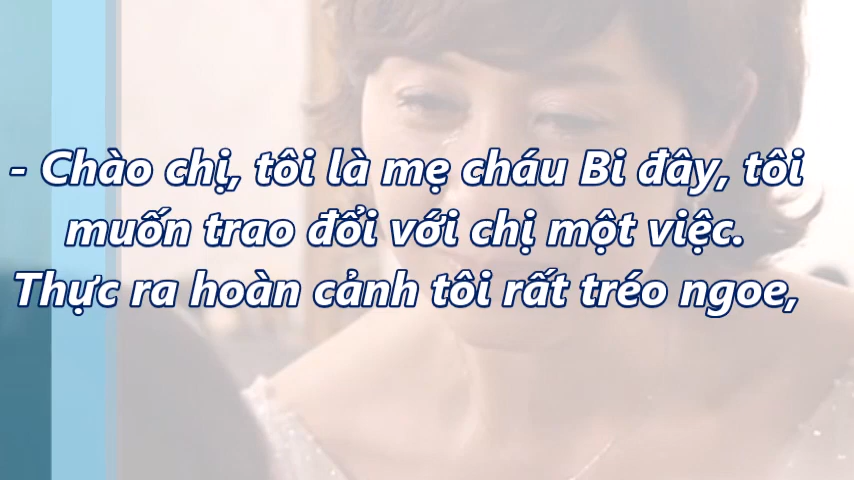 - Chào chị, tôi là mẹ cháu Bi đây, tôi
muốn trao đổi với chị một việc.
Thực ra hoàn cảnh tôi rất tréo ngoe,